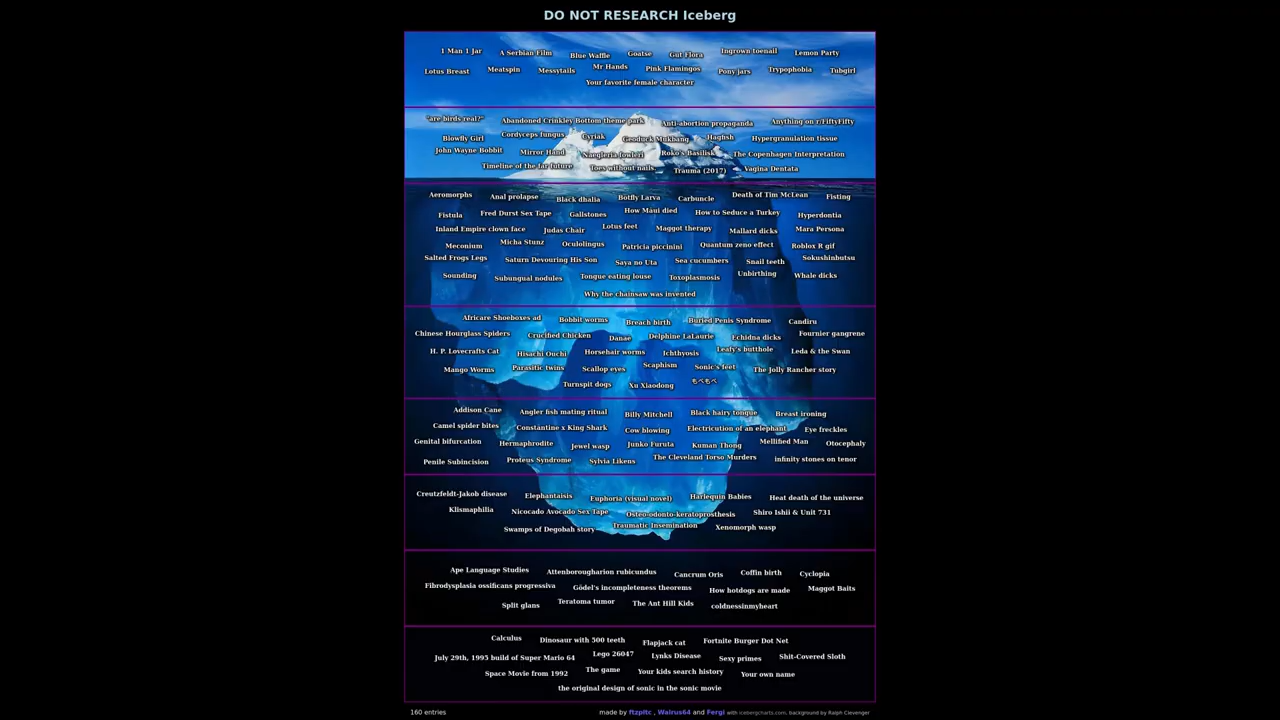 DO NOT RESEARCH Iceberg
1 Man 1 Jar
A Serbian Film
Blue Waffle
Goatse
Gut Flora
Ingrown toenail
Lemon Party
Lotus Breast
Meatspin
Messytails
Mr Hands
Pink Flamingos
Pony jars
Trypophobia
Tubgirl
Your favorite female character
"are birds real?"
Abandoned Crinkley Bottom theme park
Anti-abortion propaganda
Anything on r/FiftyFifty
Blowfly Girl
Cordyceps fungus
Cyriak
Geoduck Mukbang
Hagfish
Hypergranulation tissue
John Wayne Bobbit
Mirror Hand
Naegleria fowleri
Roko's Basilisk
The Copenhagen Interpretation
Timeline of the far future
Toes without nails.
Trauma (2017)
Vagina Dentata
Aeromorphs
Anal prolapse
Black dhalia
Botfly Larva
Carbuncle
Death of Tim McLean
Fisting
Fistula
Fred Durst Sex Tape
Gallstones
How Maui died
How to Seduce a Turkey
Hyperdontia
Inland Empire clown face
Judas Chair
Lotus feet
Maggot therapy
Mallard dicks
Mara Persona
Meconium
Micha Stunz
Oculolingus
Patricia piccinini
Quantum zeno effect
Roblox R gif
Salted Frogs Legs
Saturn Devouring His Son
Saya no Uta
Sea cucumbers
Snail teeth
Sokushinbutsu
Sounding
Subungual nodules
Tongue eating louse
Toxoplasmosis
Unbirthing
Whale dicks
Why the chainsaw was invented
Africare Shoeboxes ad
Bobbit worms
Breach birth
Buried Penis Syndrome
Candiru
Chinese Hourglass Spiders
Crucified Chicken
Danae
Delphine LaLaurie
Echidna dicks
Fournier gangrene
H. P. Lovecrafts Cat
Hisachi Ouchi
Horsehair worms
Ichthyosis
Leafy's butthole
Leda & the Swan
Mango Worms
Parasitic twins
Scallop eyes
Scaphism
Sonic's feet
The Jolly Rancher story
Turnspit dogs
Xu Xiaodong
もぺもぺ
Addison Cane
Angler fish mating ritual
Billy Mitchell
Black hairy tongue
Breast ironing
Camel spider bites
Constantine x King Shark
Cow blowing
Electricution of an elephant
Eye freckles
Genital bifurcation
Hermaphrodite
Jewel wasp
Junko Furuta
Kuman Thong
Mellified Man
Otocephaly
Penile Subincision
Proteus Syndrome
Sylvia Likens
The Cleveland Torso Murders
infinity stones on tenor
Creutzfeldt-Jakob disease
Elephantaisis
Euphoria (visual novel)
Harlequin Babies
Heat death of the universe
Klismaphilia
Nicocado Avocado Sex Tape
Osteo-odonto-keratoprosthesis
Shiro Ishii & Unit 731
Swamps of Degobah story
Traumatic Insemination
Xenomorph wasp
Ape Language Studies
Attenborougharion rubicundus
Cancrum Oris
Coffin birth
Cyclopia
Fibrodysplasia ossificans progressiva
Gödel's incompleteness theorems
How hotdogs are made
Maggot Baits
Split glans
Teratoma tumor
The Ant Hill Kids
coldnessinmyheart
Calculus
Dinosaur with 500 teeth
Flapjack cat
Fortnite Burger Dot Net
July 29th, 1995 build of Super Mario 64
Lego 26047
Lynks Disease
Sexy primes
Shit-Covered Sloth
Space Movie from 1992
The game
Your kids search history
Your own name
the original design of sonic in the sonic movie
160 entries
made by ftzpltc , Walrus64 and Fergi with icebergcharts.com, background by Ralph Clevenger